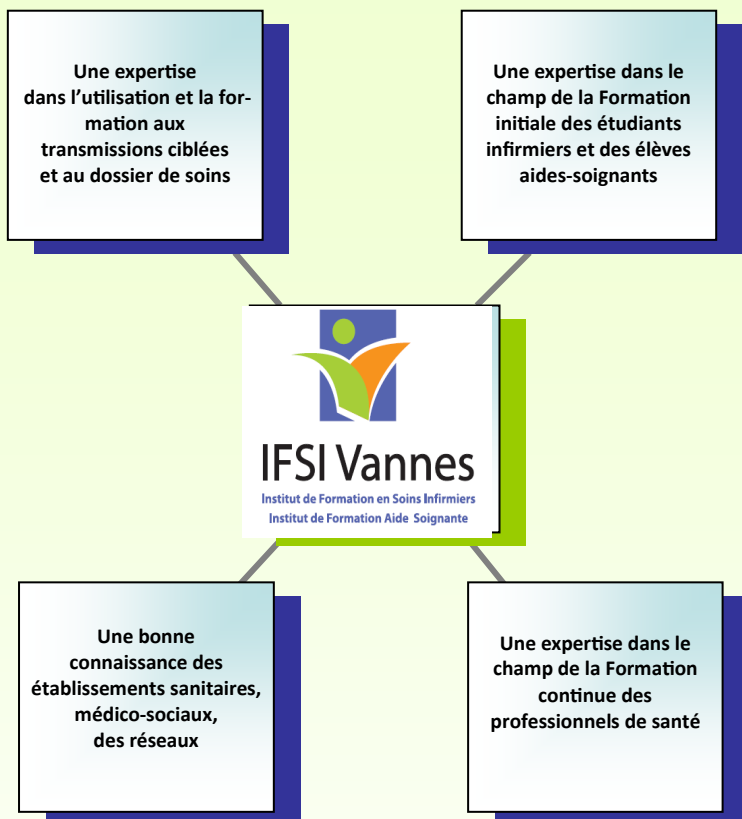 Une expertise
dans l'utilisation et la for-
mation aux
transmissions ciblées
et au dossier de soins
Une expertise dans le
champ de la Formation
initiale des étudiants
infirmiers et des élèves
aides-soignants
IFSI Vannes
Institut de Formation en Soins Infirmiers
Institut de Formation Aide Soignante
Une bonne
connaissance des
établissements sanitaires,
médico-sociaux,
des réseaux
Une expertise dans le
champ de la Formation
continue des
professionnels de santé